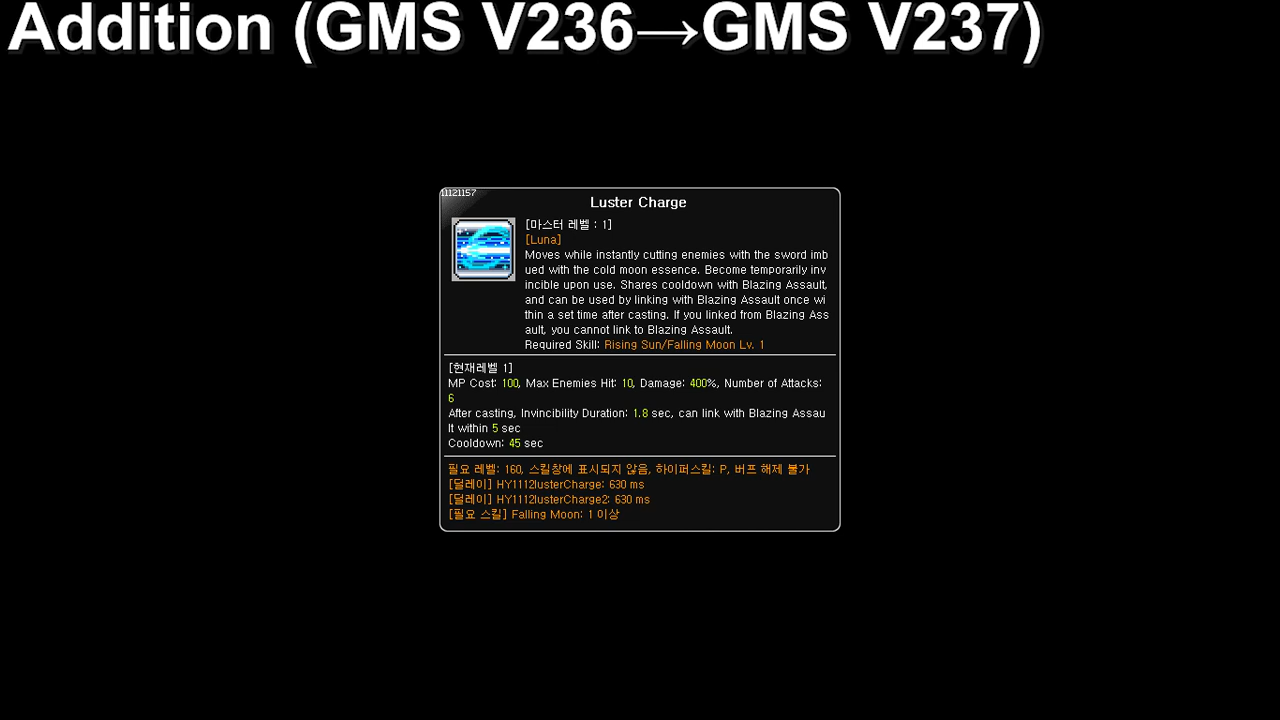 Addition (GMS V236→GMS V237)
11121157
Luster Charge
[마스터 레벨 : 1]
[Luna]
Moves while instantly cutting enemies with the sword imb
ued with the cold moon essence. Become temporarily inv
incible upon use. Shares cooldown with Blazing Assault,
and can be used by linking with Blazing Assault once wi
thin a set time after casting. If you linked from Blazing Ass
ault, you cannot link to Blazing Assault.
Required Skill: Rising Sun/Falling Moon Lv. 1
[현재레벨 1]
MP Cost: 100, Max Enemies Hit: 10, Damage: 400%, Number of Attacks:
6
After casting, Invincibility Duration: 1.8 sec, can link with Blazing Assau
lt within 5 sec
Cooldown: 45 sec
필요 레벨: 160, 스킬창에 표시되지 않음, 하이퍼스킬: P, 버프 해제 불가
[딜레이] HY1112lusterCharge: 630 ms
[딜레이] HY1112lusterCharge2: 630 ms
[필요 스킬] Falling Moon: 1 이상